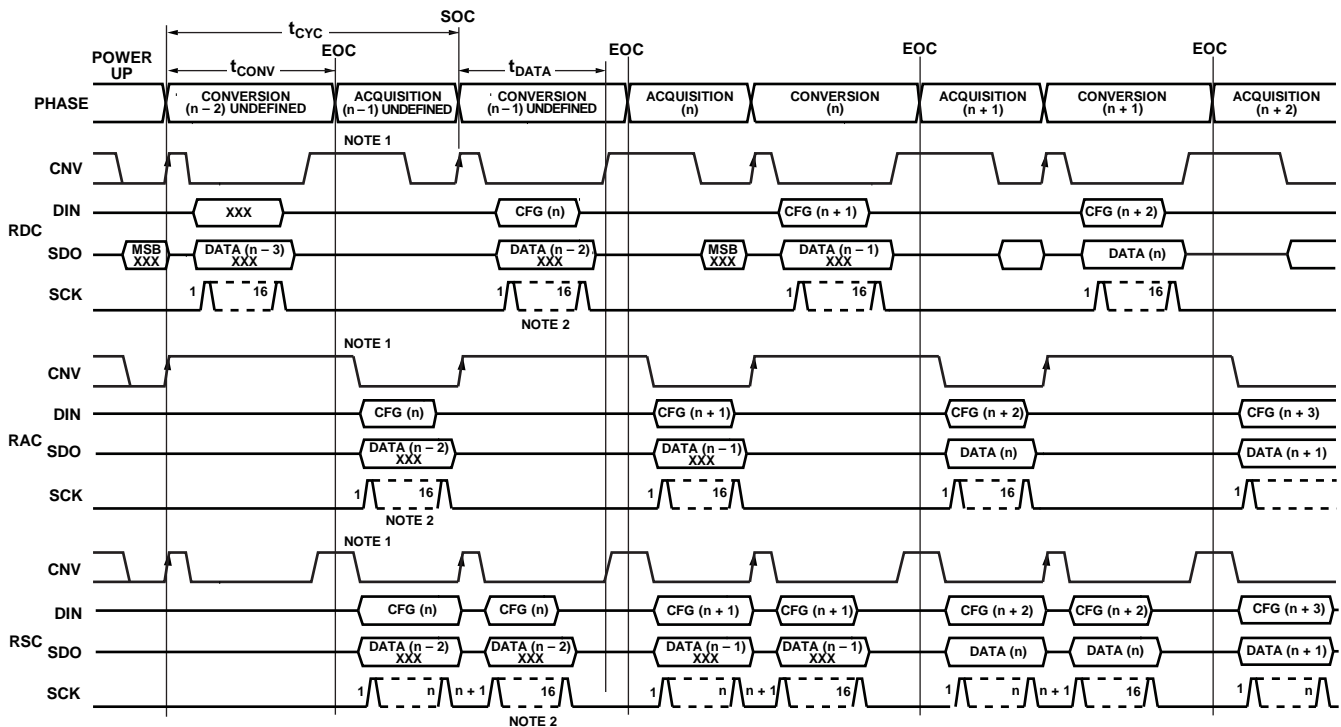 SOC
tCYC
EOC EOC EOC EOC
POWER
UP
tCONV tDATA
PHASE
CONVERSION
(n – 2) UNDEFINED
ACQUISITION
(n – 1) UNDEFINED
CONVERSION
(n – 1) UNDEFINED
ACQUISITION
(n)
CONVERSION
(n)
ACQUISITION
(n + 1)
CONVERSION
(n + 1)
ACQUISITION
(n + 2)
NOTE 1
CNV
RDC
DIN XXX CFG (n) CFG (n + 1) CFG (n + 2)
SDO
MSB
XXX
DATA (n – 3)
XXX
DATA (n – 2)
XXX
MSB
XXX
DATA (n – 1)
XXX
DATA (n)
SCK 1 16 1 16 1 16 1 16
NOTE 2
NOTE 1
CNV
RAC
DIN CFG (n) CFG (n + 1) CFG (n + 2) CFG (n + 3)
SDO
DATA (n – 2)
XXX
DATA (n – 1)
XXX
DATA (n)
DATA (n + 1)
SCK 1 16 1 16 1 16 1
NOTE 2
NOTE 1
CNV
RSC
DIN CFG (n) CFG (n) CFG (n + 1) CFG (n + 1) CFG (n + 2) CFG (n + 2) CFG (n + 3)
SDO
DATA (n – 2)
XXX
DATA (n – 2)
XXX
DATA (n – 1)
XXX
DATA (n – 1)
XXX
DATA (n)
DATA (n)
DATA (n + 1)
SCK 1 n n + 1 16 1 n n + 1 16 1 n n + 1 16 1 n
NOTE 2